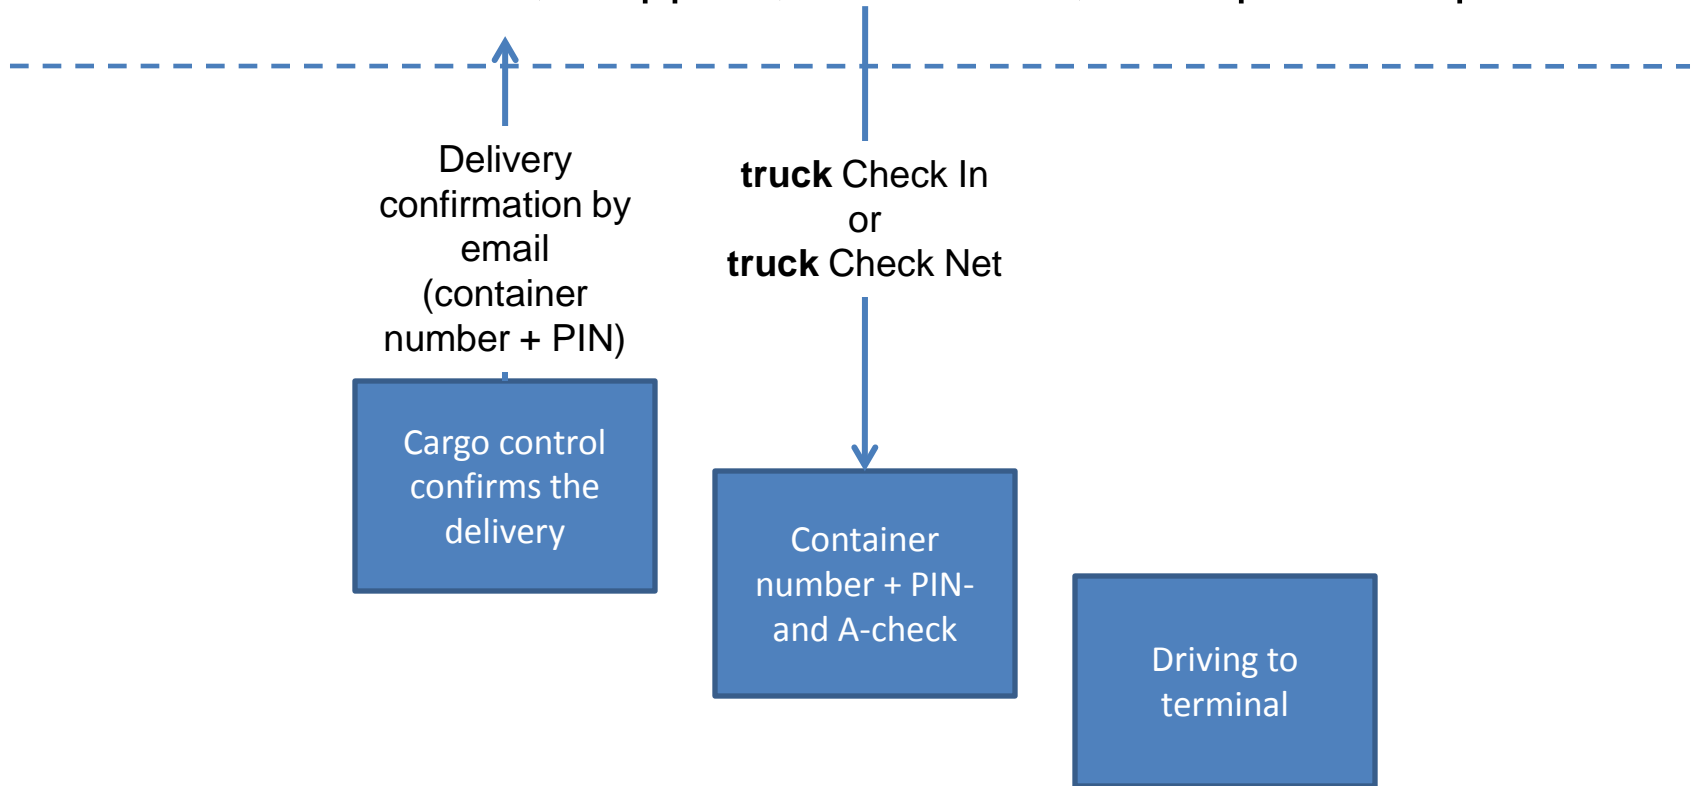 Delivery
confirmation by
email
(container
number + PIN)
truck Check In
or
truck Check Net
Cargo control
confirms the
delivery
Container
number + PIN-
and A-check
Driving to
terminal